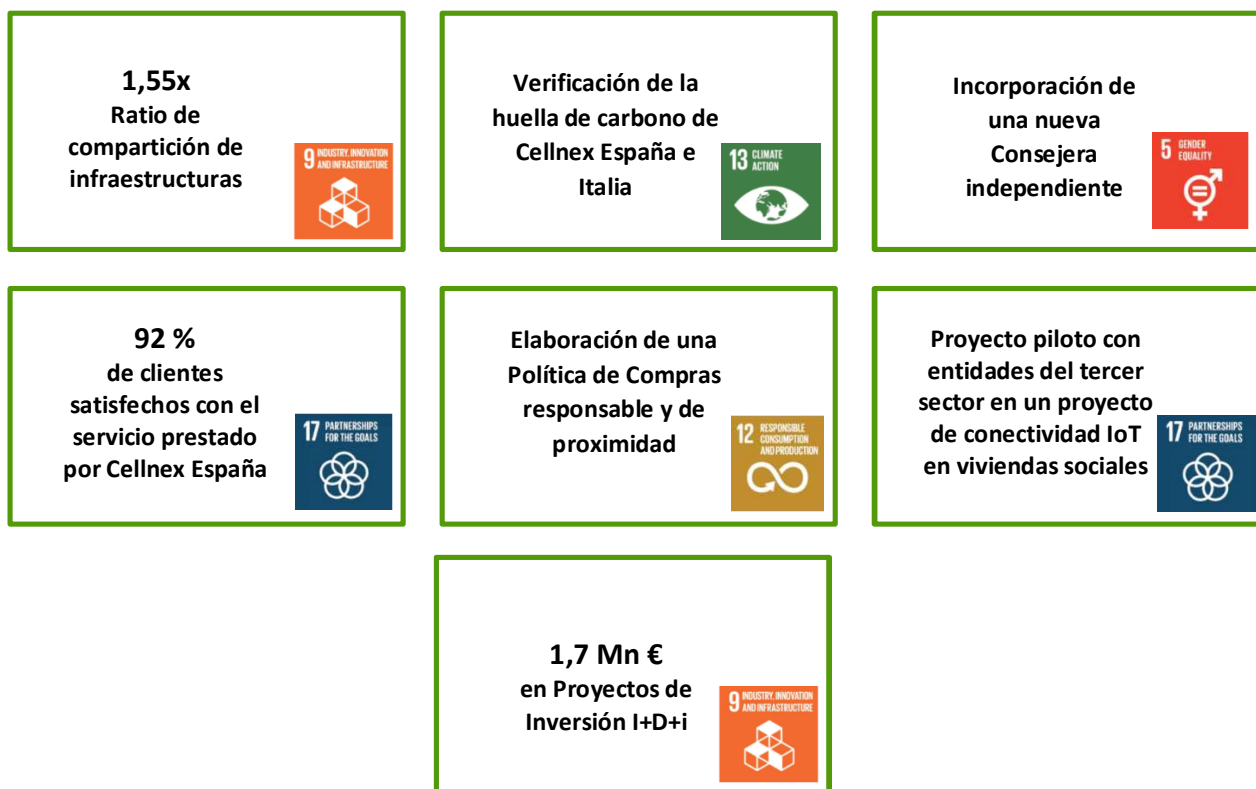 1,55x
Ratio de
compartición de
infraestructuras
9 INDUSTRY, INNOVATION
AND INFRASTRUCTURE
Verificación de la
huella de carbono de
Cellnex España e
Italia
13 CLIMATE
ACTION
Incorporación de
una nueva
Consejera
independiente
5 GENDER
EQUALITY
92 %
de clientes
satisfechos con el
servicio prestado
por Cellnex España
17 PARTNERSHIPS
FOR THE GOALS
Elaboración de una
Política de Compras
responsable y de
proximidad
12 RESPONSIBLE
CONSUMPTION
AND PRODUCTION
Proyecto piloto con
entidades del tercer
sector en un proyecto
de conectividad IoT
en viviendas sociales
17 PARTNERSHIPS
FOR THE GOALS
1,7 Mn €
en Proyectos de
Inversión I+D+i
9 INDUSTRY, INNOVATION
AND INFRASTRUCTURE